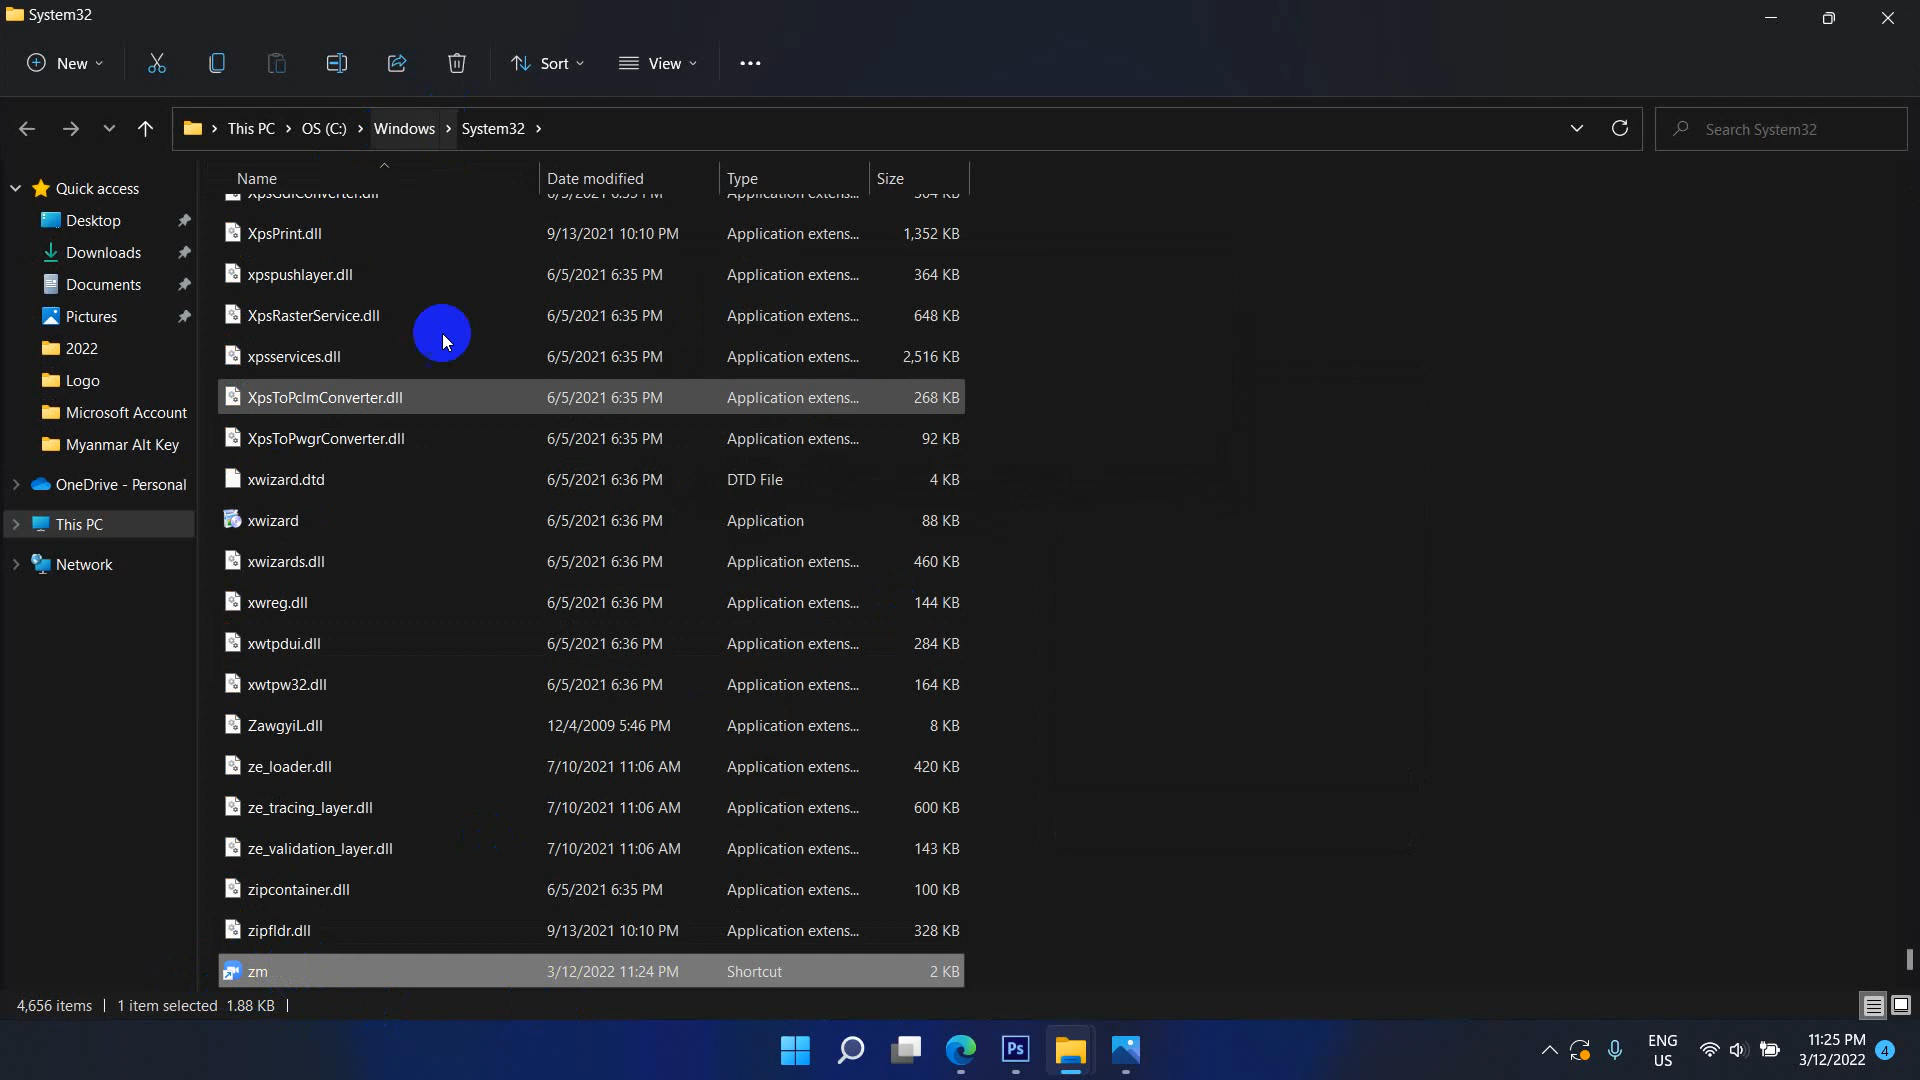 System32
New
Sort
View
This PC
OS (C:)
Windows
System32
Search System32
Quick access
Desktop
Downloads
Documents
Pictures
2022
Logo
Microsoft Account
Myanmar Alt Key
OneDrive - Personal
This PC
Network
Name Date modified Type Size
XpsPrint.dll 9/13/2021 10:10 PM Application extens... 1,352 KB
xpspushlayer.dll 6/5/2021 6:35 PM Application extens... 364 KB
XpsRasterService.dll 6/5/2021 6:35 PM Application extens... 648 KB
xpsservices.dll 6/5/2021 6:35 PM Application extens... 2,516 KB
XpsToPclmConverter.dll 6/5/2021 6:35 PM Application extens... 268 KB
XpsToPwgrConverter.dll 6/5/2021 6:35 PM Application extens... 92 KB
xwizard.dtd 6/5/2021 6:36 PM DTD File 4 KB
xwizard 6/5/2021 6:36 PM Application 88 KB
xwizards.dll 6/5/2021 6:36 PM Application extens... 460 KB
xwreg.dll 6/5/2021 6:36 PM Application extens... 144 KB
xwtpdui.dll 6/5/2021 6:36 PM Application extens... 284 KB
xwtpw32.dll 6/5/2021 6:36 PM Application extens... 164 KB
ZawgyiL.dll 12/4/2009 5:46 PM Application extens... 8 KB
ze_loader.dll 7/10/2021 11:06 AM Application extens... 420 KB
ze_tracing_layer.dll 7/10/2021 11:06 AM Application extens... 600 KB
ze_validation_layer.dll 7/10/2021 11:06 AM Application extens... 143 KB
zipcontainer.dll 6/5/2021 6:35 PM Application extens... 100 KB
zipfldr.dll 9/13/2021 10:10 PM Application extens... 328 KB
zm 3/12/2022 11:24 PM Shortcut 2 KB
4,656 items
1 item selected 1.88 KB
Ps
ENG
US
11:25 PM
3/12/2022
4